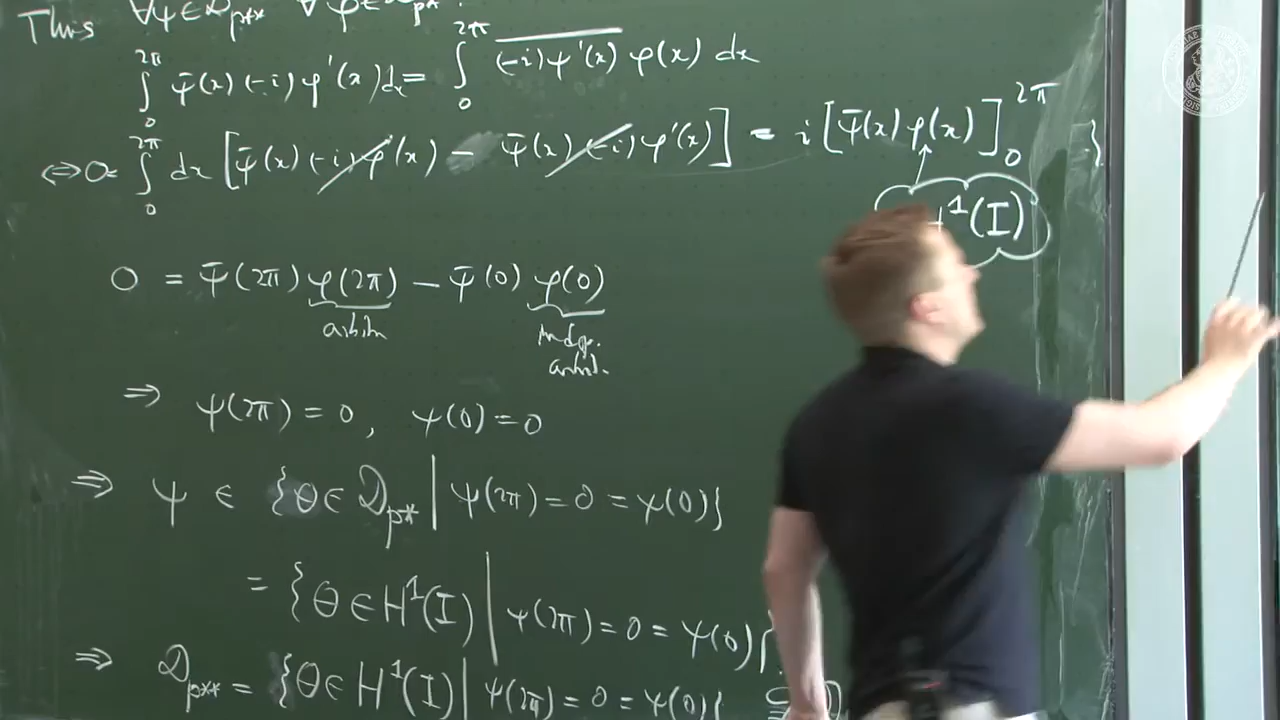 Thus ∀ψ∈𝒟_p** ∀φ∈𝒟_p*:
∫₀^{2π} ψ̄(x)(-i)φ'(x)dx = ∫₀^{2π} \overline{(-i)ψ'(x)} φ(x) dx
⇔ 0 = ∫₀^{2π} dx [ψ̄(x)(-i)φ'(x) − ψ̄(x)(-i)φ'(x)] = i[ψ̄(x)φ(x)]₀^{2π} }
H¹(I)
0 = ψ̄(2π)φ(2π) − ψ̄(0)φ(0)
arbitr. indep. arbitr.
⇒ ψ(2π) = 0, ψ(0) = 0
⇒ ψ ∈ {θ∈𝒟_p* | ψ(2π) = 0 = ψ(0)}
= {θ∈H¹(I) | ψ(2π) = 0 = ψ(0)}
⇒ 𝒟_p** = {θ∈H¹(I) | ψ(2π) = 0 = ψ(0)}